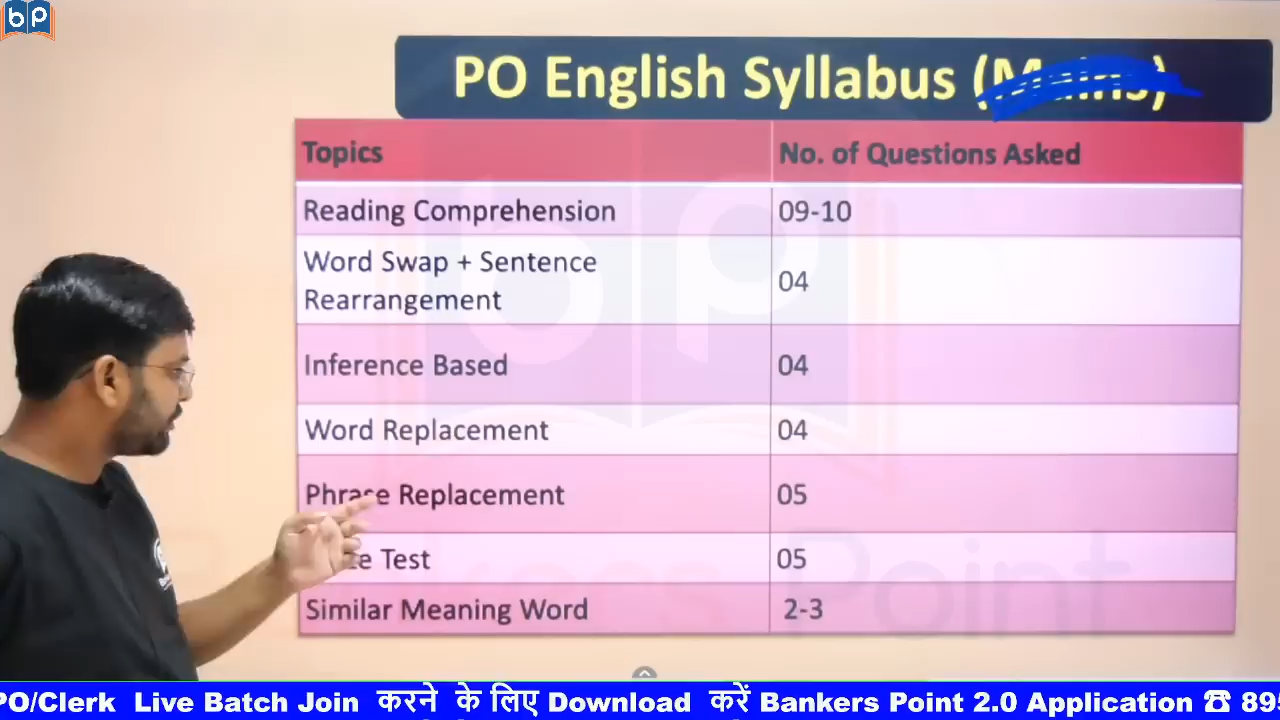 bp
PO English Syllabus (Mains)
Topics
No. of Questions Asked
Reading Comprehension
09-10
Word Swap + Sentence
Rearrangement
04
Inference Based
04
Word Replacement
04
Phrase Replacement
05
Test
05
Similar Meaning Word
2-3
PO/Clerk Live Batch Join करने के लिए Download करें Bankers Point 2.0 Application ☎ 895